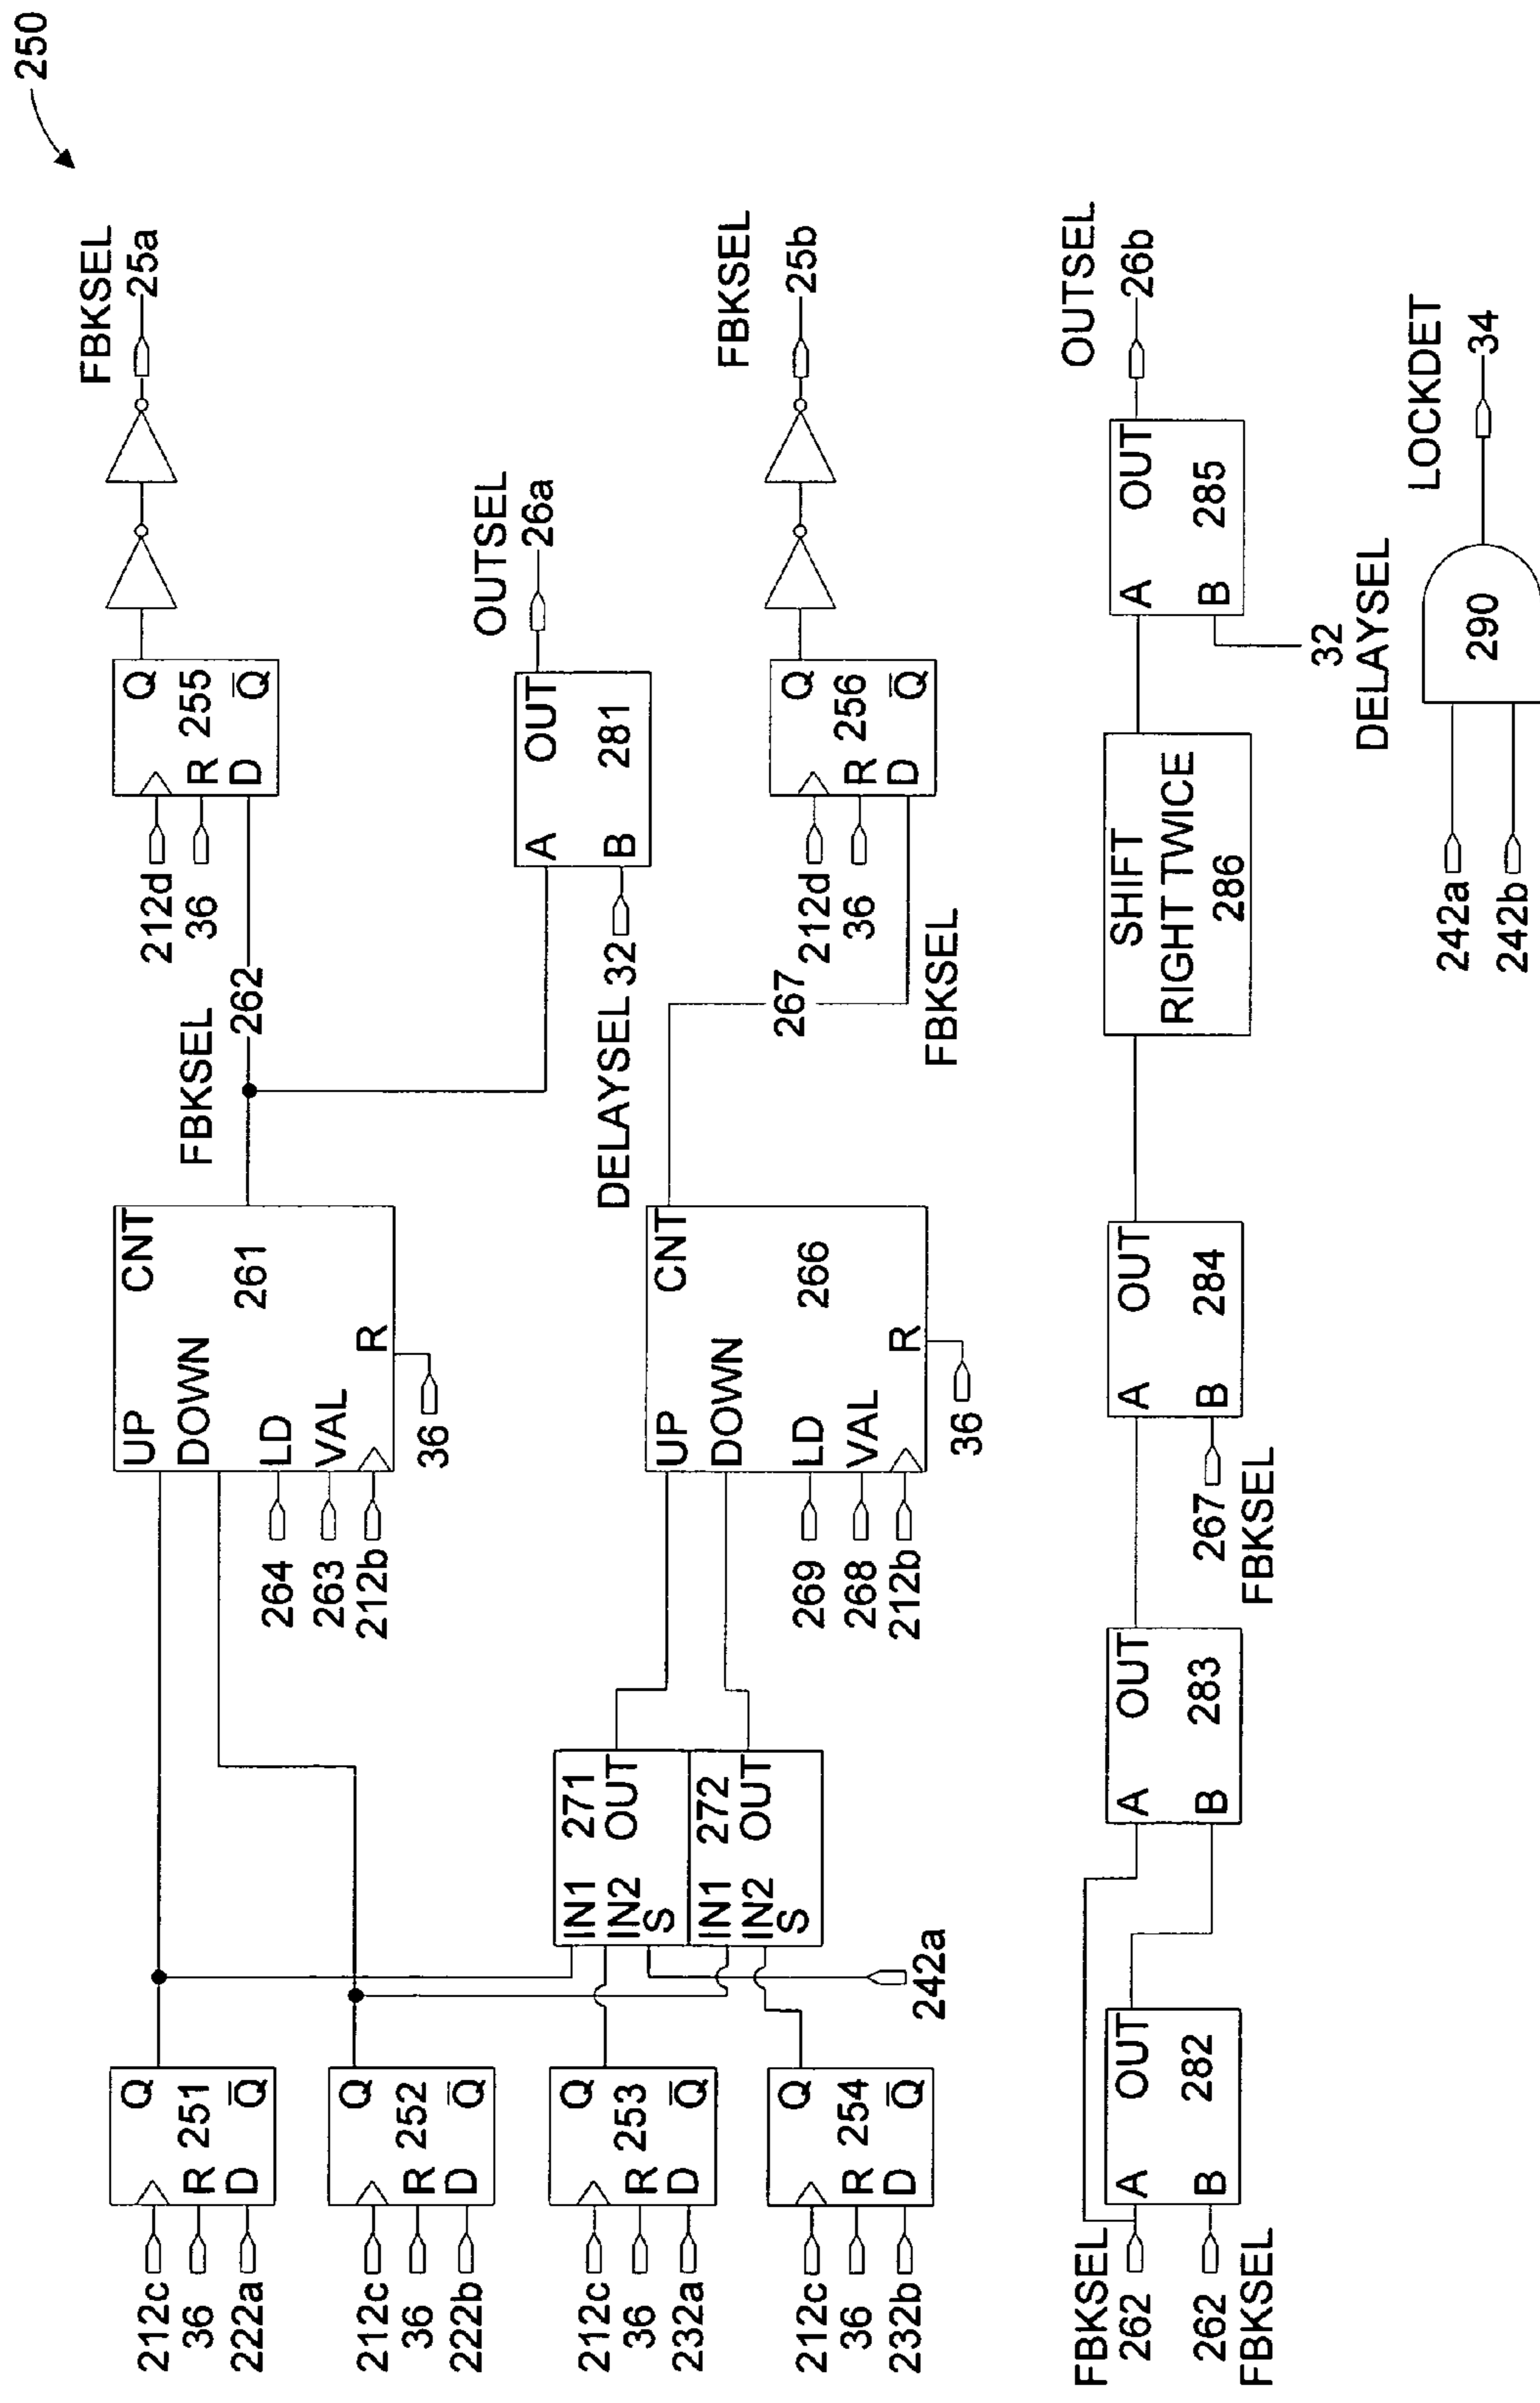 250
212c
36
222a
Q
R 251
D Q
212c
36
222b
Q
R 252
D Q
212c
36
232a
Q
R 253
D Q
212c
36
232b
Q
R 254
D Q
UP CNT
DOWN
261
LD
VAL
R
264
263
212b
36
FBKSEL
262
212d
36
Q
R 255
D Q
FBKSEL
25a
A OUT
B 281
DELAYSEL 32
OUTSEL
26a
IN1 271
IN2 OUT
S
IN1 272
IN2 OUT
S
242a
UP CNT
DOWN
266
LD
VAL
R
269
268
212b
36
267
FBKSEL
212d
36
Q
R 256
D Q
FBKSEL
25b
FBKSEL
262
262
FBKSEL
A OUT
B 282
A OUT
B 283
A OUT
B 284
267
FBKSEL
SHIFT
RIGHT TWICE
286
A OUT
B 285
32
DELAYSEL
OUTSEL
26b
242a
242b
290
LOCKDET
34